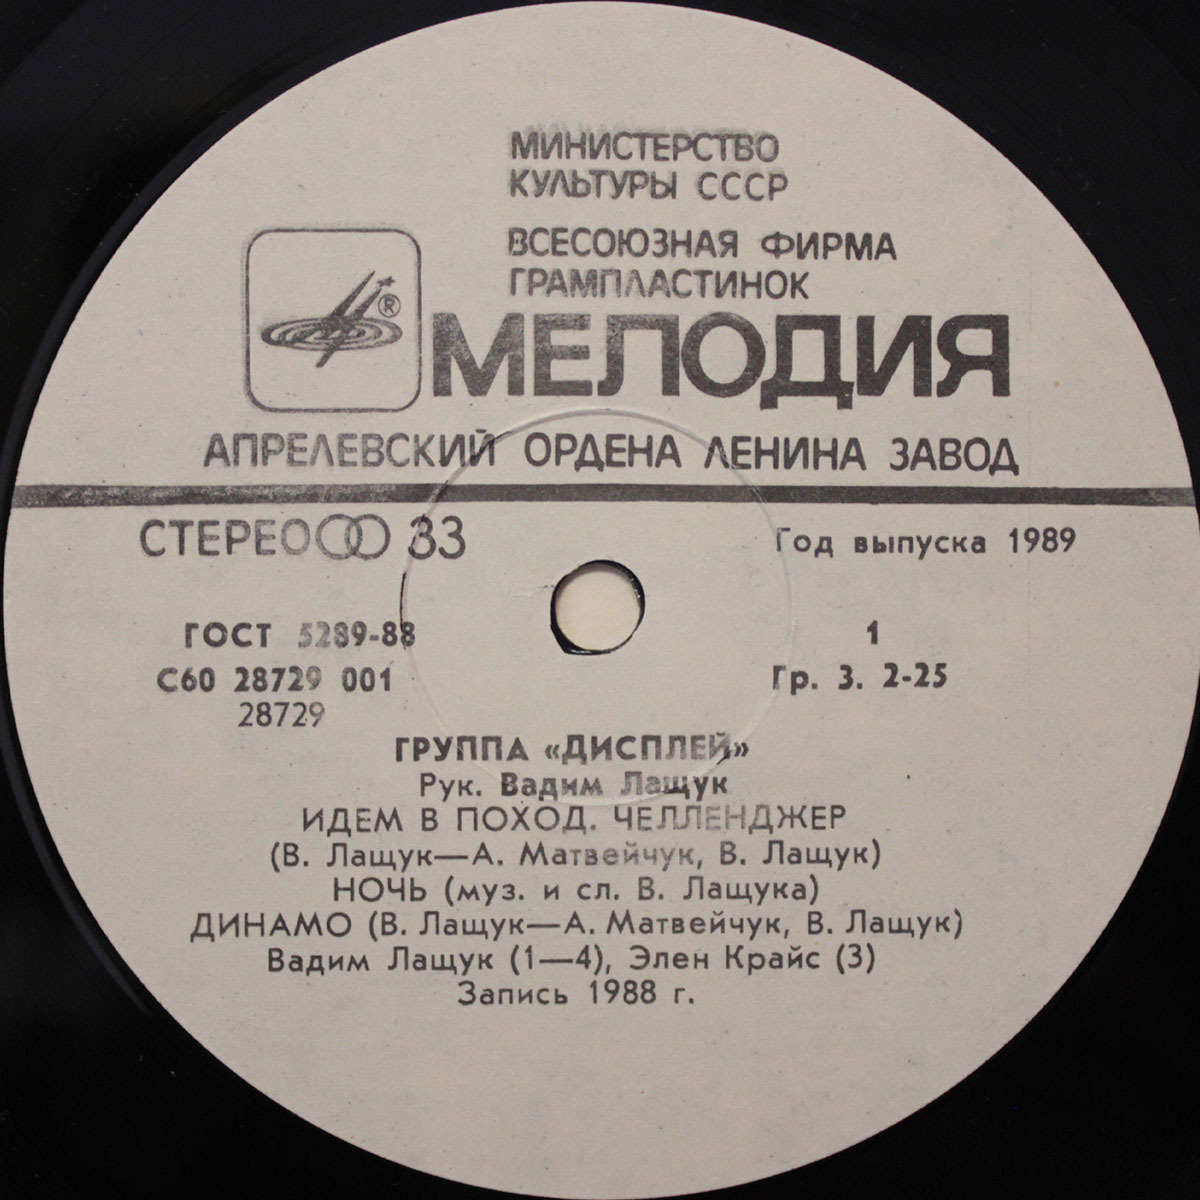 МИНИСТЕРСТВО
КУЛЬТУРЫ СССР
ВСЕСОЮЗНАЯ ФИРМА
ГРАМПЛАСТИНОК
®
МЕЛОДИЯ
АПРЕЛЕВСКИЙ ОРДЕНА ЛЕНИНА ЗАВОД
СТЕРЕО 33
Год выпуска 1989
ГОСТ 5289-88
1
С60 28729 001
Гр. 3. 2-25
28729
ГРУППА «ДИСПЛЕЙ»
Рук. Вадим Лащук
ИДЕМ В ПОХОД. ЧЕЛЛЕНДЖЕР
(В. Лащук—А. Матвейчук, В. Лащук)
НОЧЬ (муз. и сл. В. Лащука)
ДИНАМО (В. Лащук—А. Матвейчук, В. Лащук)
Вадим Лащук (1—4), Элен Крайс (3)
Запись 1988 г.